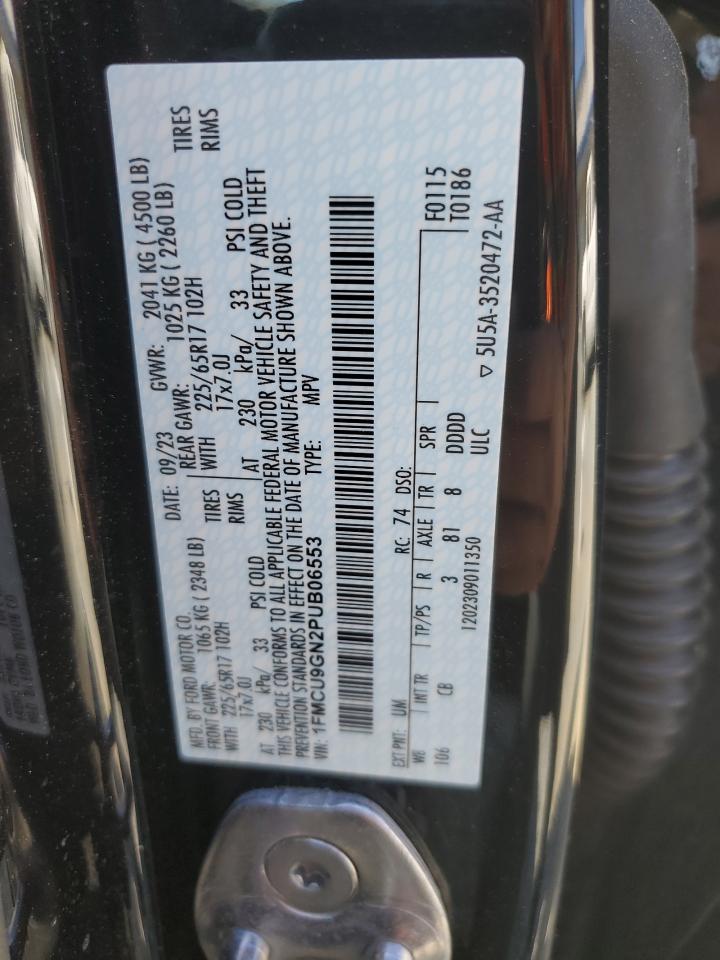 MFD. BY FORD MOTOR CO.
DATE: 09/23 GVWR: 2041 KG ( 4500 LB)
FRONT GAWR: 1065 KG ( 2348 LB) REAR GAWR: 1025 KG ( 2260 LB)
WITH 225/65R17 102H TIRES WITH 225/65R17 102H TIRES
17x7.0J RIMS 17x7.0J RIMS
AT 230 kPa/ 33 PSI COLD AT 230 kPa/ 33 PSI COLD
THIS VEHICLE CONFORMS TO ALL APPLICABLE FEDERAL MOTOR VEHICLE SAFETY AND THEFT
PREVENTION STANDARDS IN EFFECT ON THE DATE OF MANUFACTURE SHOWN ABOVE.
VIN: 1FMCU9GN2PUB06553 TYPE: MPV
EXT PNT: UM RC: 74 DSO:
WB INT TR TP/PS R AXLE TR SPR F0115
106 CB 3 81 8 DDDD T0186
1202309011350 ULC
▽ 5U5A-3520472-AA